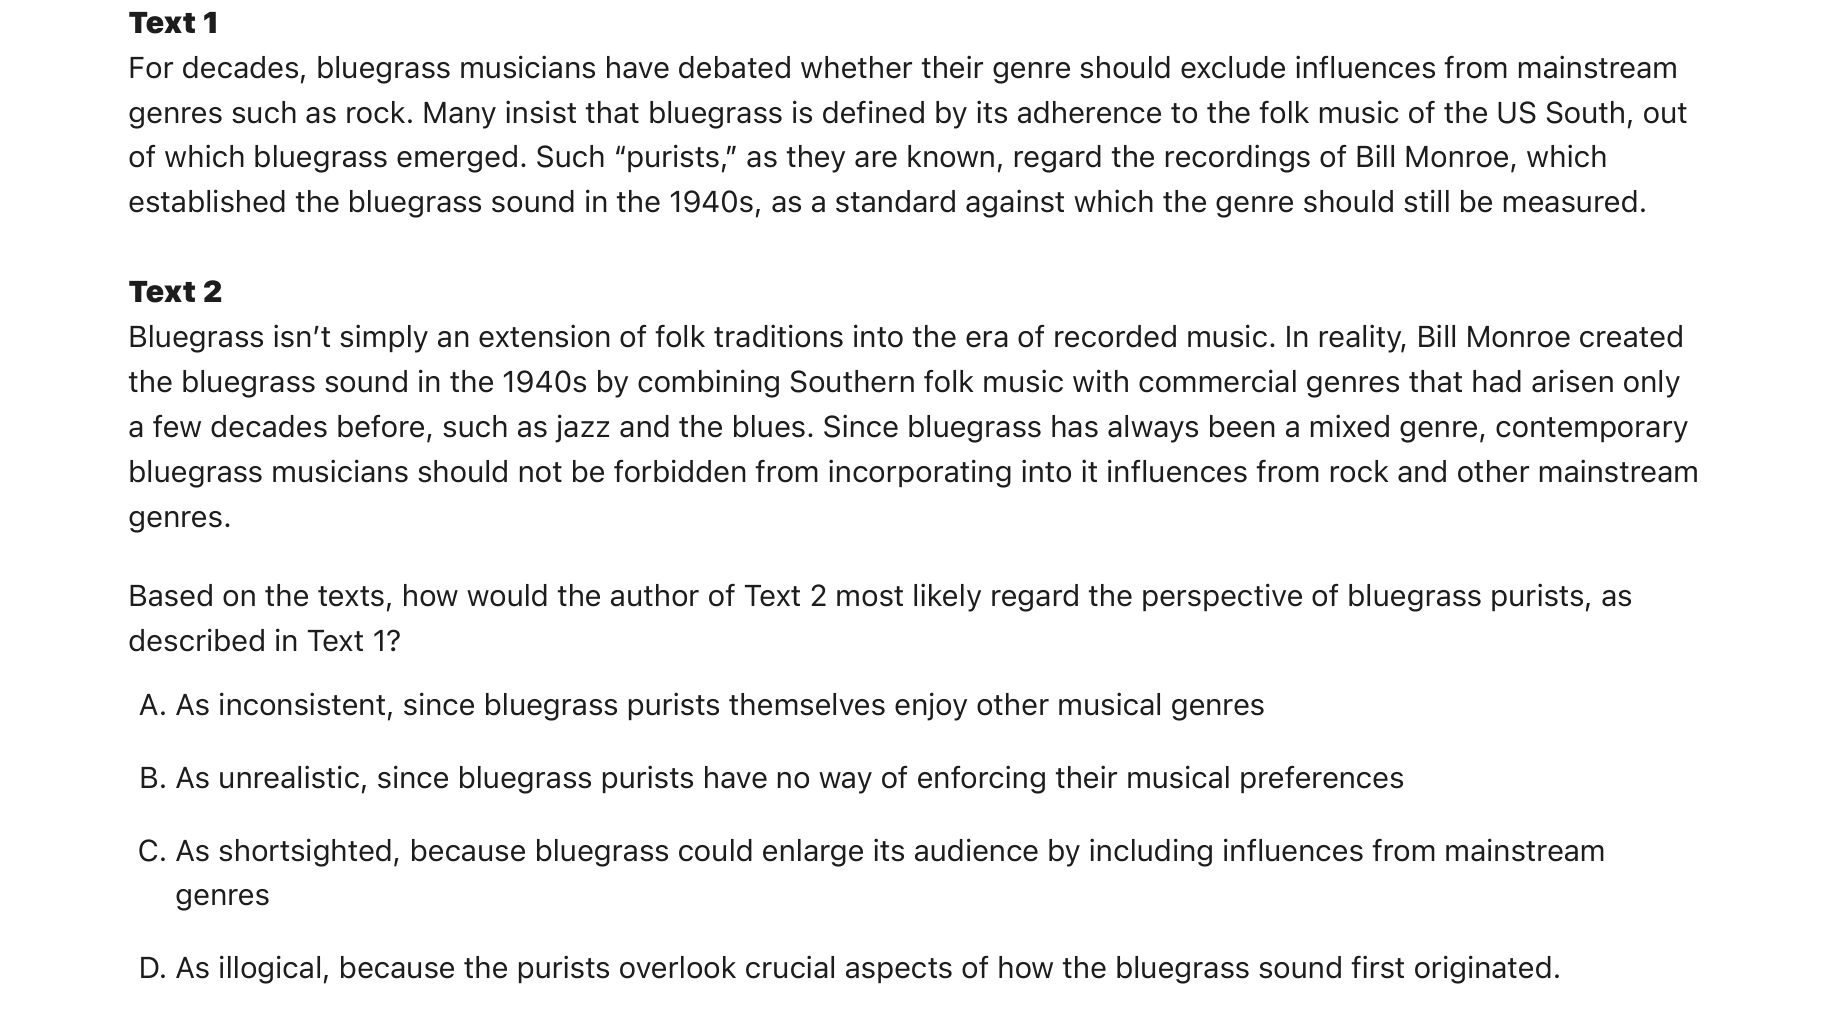 Text 1
For decades, bluegrass musicians have debated whether their genre should exclude influences from mainstream
genres such as rock. Many insist that bluegrass is defined by its adherence to the folk music of the US South, out
of which bluegrass emerged. Such “purists,” as they are known, regard the recordings of Bill Monroe, which
established the bluegrass sound in the 1940s, as a standard against which the genre should still be measured.
Text 2
Bluegrass isn’t simply an extension of folk traditions into the era of recorded music. In reality, Bill Monroe created
the bluegrass sound in the 1940s by combining Southern folk music with commercial genres that had arisen only
a few decades before, such as jazz and the blues. Since bluegrass has always been a mixed genre, contemporary
bluegrass musicians should not be forbidden from incorporating into it influences from rock and other mainstream
genres.
Based on the texts, how would the author of Text 2 most likely regard the perspective of bluegrass purists, as
described in Text 1?
A. As inconsistent, since bluegrass purists themselves enjoy other musical genres
B. As unrealistic, since bluegrass purists have no way of enforcing their musical preferences
C. As shortsighted, because bluegrass could enlarge its audience by including influences from mainstream
genres
D. As illogical, because the purists overlook crucial aspects of how the bluegrass sound first originated.